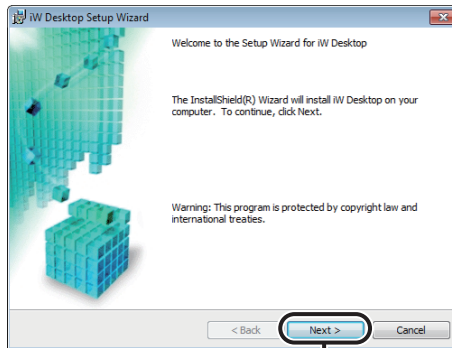 iW Desktop Setup Wizard
Welcome to the Setup Wizard for iW Desktop
The InstallShield(R) Wizard will install iW Desktop on your
computer. To continue, click Next.
Warning: This program is protected by copyright law and
international treaties.
< Back
Next >
Cancel